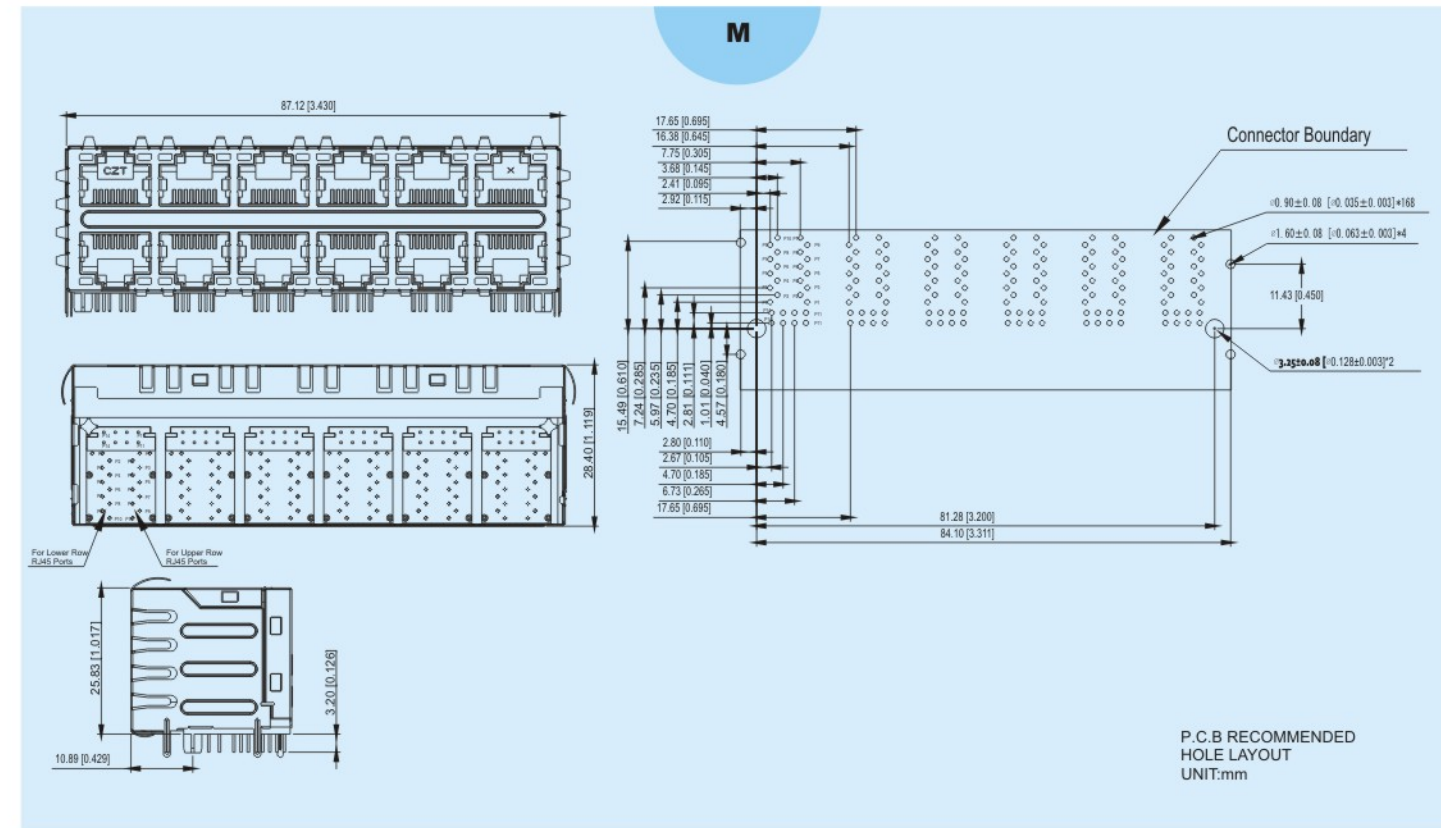 M
87.12 [3.430]
CZT
28.40 [1.119]
For Lower Row
RJ45 Ports
For Upper Row
RJ45 Ports
25.83 [1.017]
3.20 [0.126]
10.89 [0.429]
17.65 [0.695]
16.38 [0.645]
7.75 [0.305]
3.68 [0.145]
2.41 [0.095]
2.92 [0.115]
Connector Boundary
⌀0.90±0.08 [⌀0.035±0.003]*168
⌀1.60±0.08 [⌀0.063±0.003]*4
11.43 [0.450]
⌀3.25±0.08 [⌀0.128±0.003]*2
15.49 [0.610]
7.24 [0.285]
5.97 [0.235]
4.70 [0.185]
2.81 [0.111]
1.01 [0.040]
4.57 [0.180]
2.80 [0.110]
2.67 [0.105]
4.70 [0.185]
6.73 [0.265]
17.65 [0.695]
81.28 [3.200]
84.10 [3.311]
P.C.B RECOMMENDED
HOLE LAYOUT
UNIT:mm